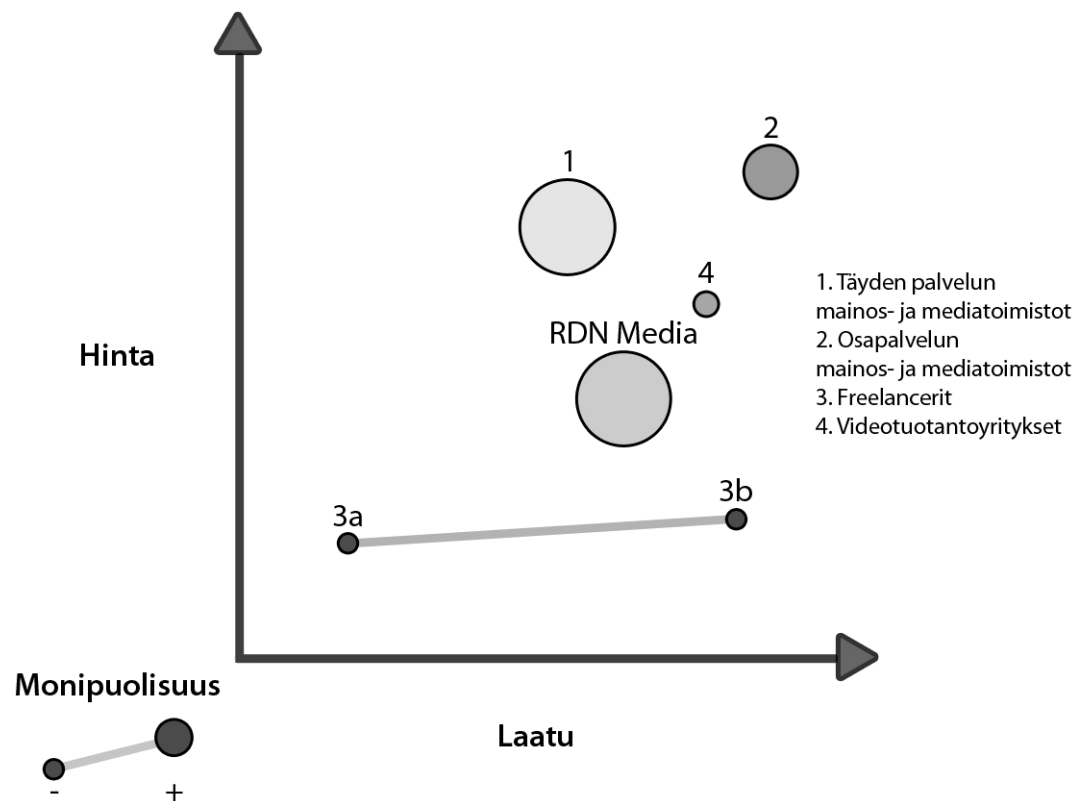 2
1
4
1. Täyden palvelun
mainos- ja mediatoimistot
2. Osapalvelun
mainos- ja mediatoimistot
3. Freelancerit
4. Videotuotantoyritykset
RDN Media
Hinta
3b
3a
Monipuolisuus
Laatu
- +